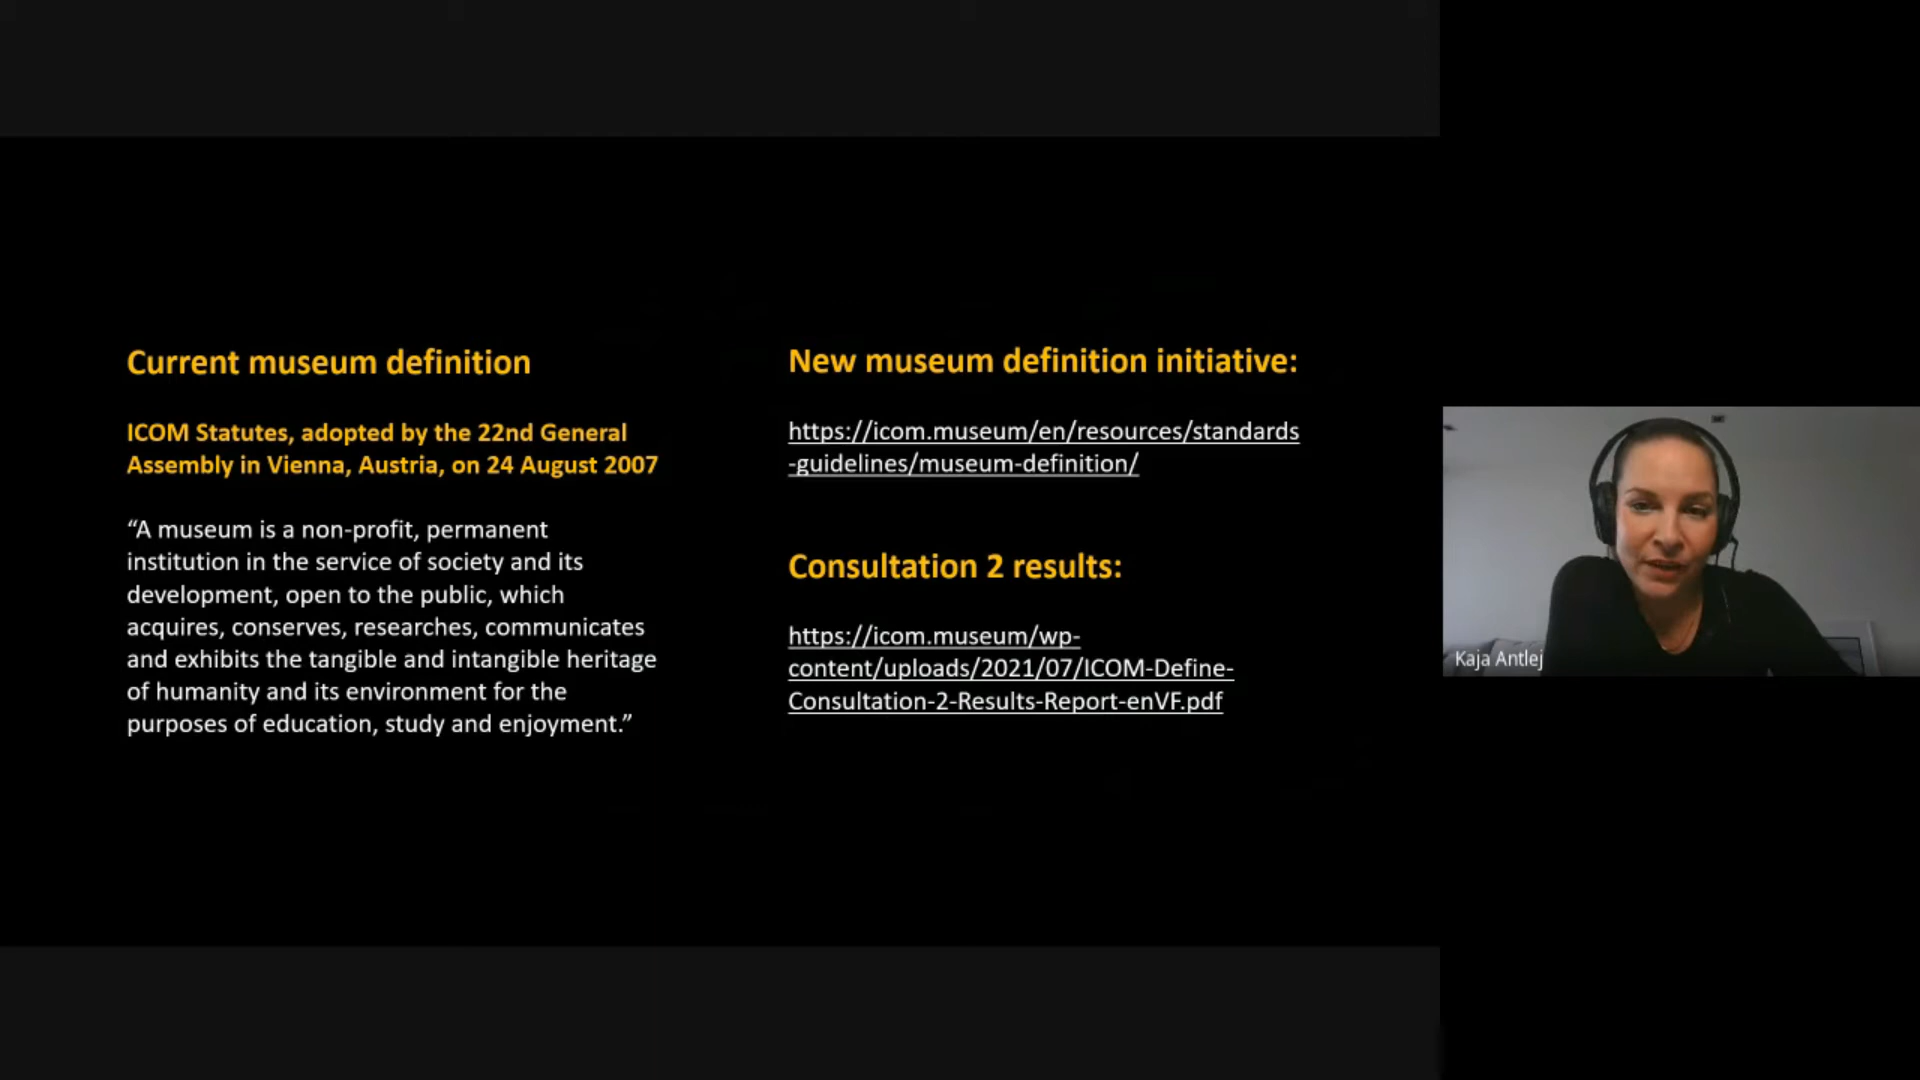 Current museum definition
ICOM Statutes, adopted by the 22nd General
Assembly in Vienna, Austria, on 24 August 2007
“A museum is a non-profit, permanent
institution in the service of society and its
development, open to the public, which
acquires, conserves, researches, communicates
and exhibits the tangible and intangible heritage
of humanity and its environment for the
purposes of education, study and enjoyment.”
New museum definition initiative:
https://icom.museum/en/resources/standards
-guidelines/museum-definition/
Consultation 2 results:
https://icom.museum/wp-
content/uploads/2021/07/ICOM-Define-
Consultation-2-Results-Report-enVF.pdf
Kaja Antlej